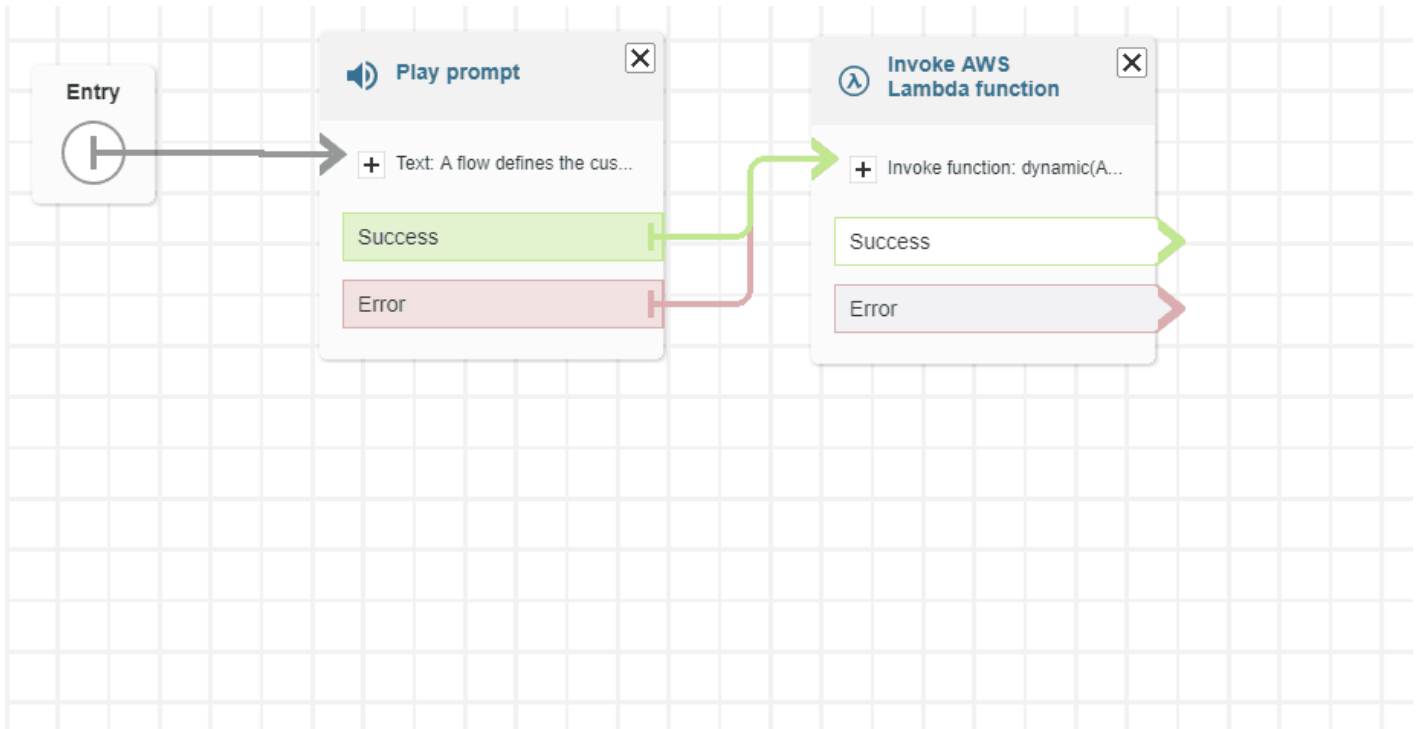 Entry
Play prompt
Text: A flow defines the cus...
Success
Error
Invoke AWS
Lambda function
Invoke function: dynamic(A...
Success
Error